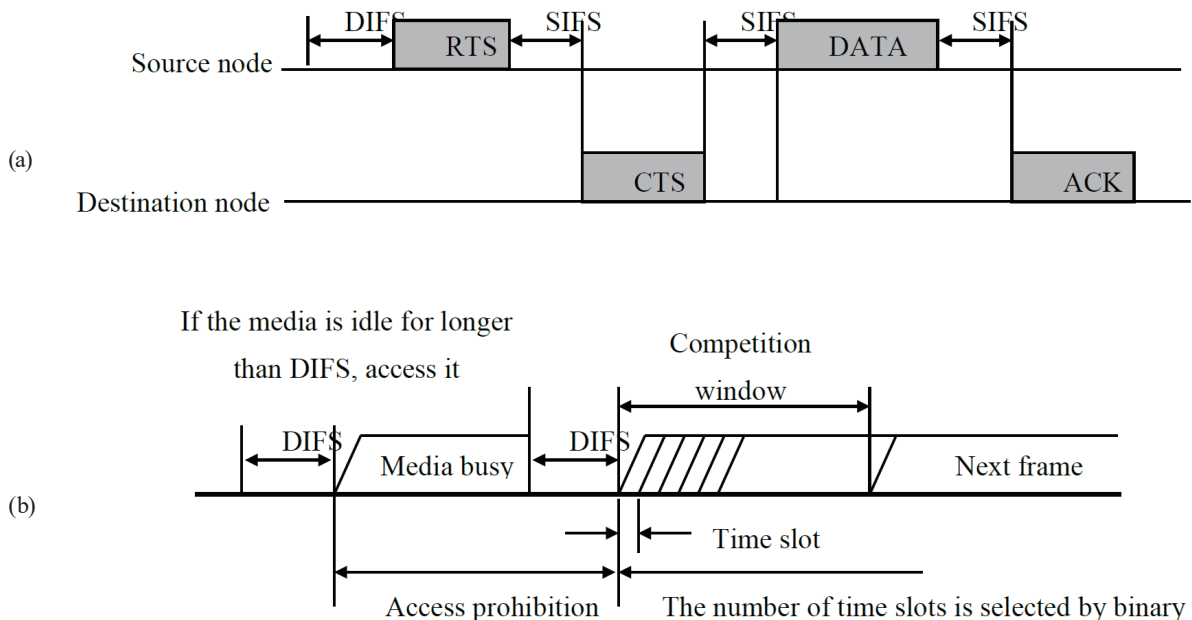 DIFS SIFS SIFS SIFS
RTS DATA
Source node
(a)
CTS ACK
Destination node
If the media is idle for longer
than DIFS, access it
Competition
window
DIFS DIFS
Media busy Next frame
(b)
Time slot
Access prohibition The number of time slots is selected by binary